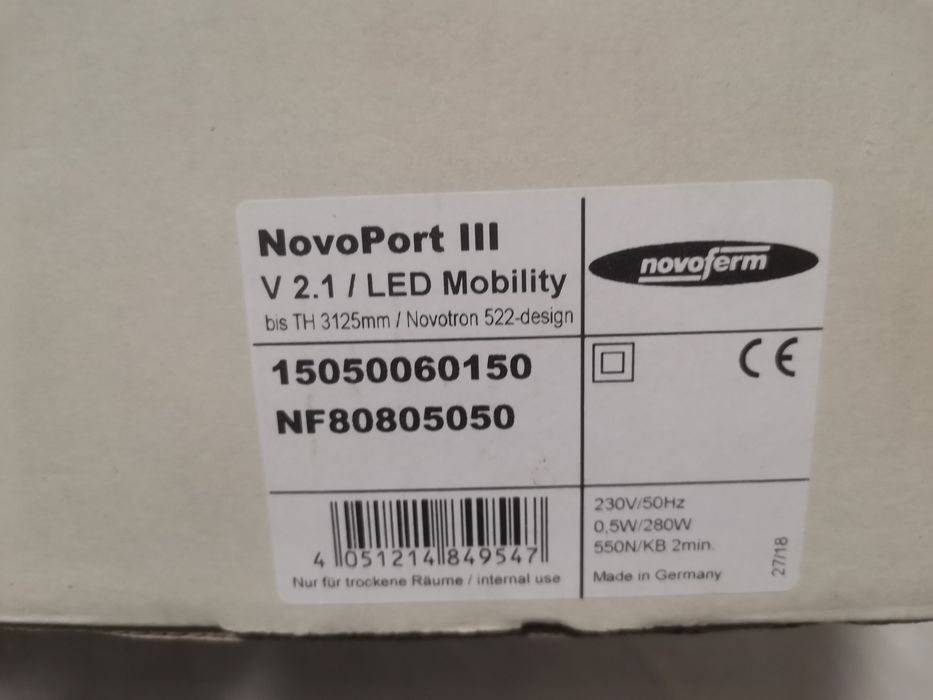 NovoPort III
V 2.1 / LED Mobility
bis TH 3125mm / Novotron 522-design
novoferm
15050060150
NF80805050
CE
4 051214 849547
Nur für trockene Räume / internal use
230V/50Hz
0,5W/280W
550N/KB 2min.
Made in Germany
27/18